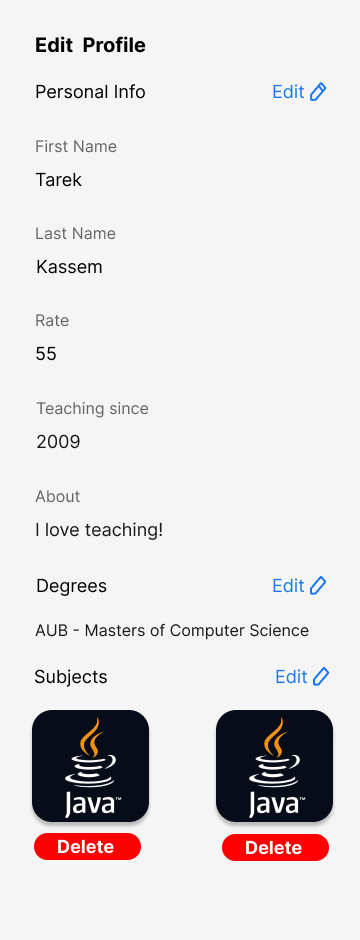 Edit Profile
Personal Info Edit
First Name
Tarek
Last Name
Kassem
Rate
55
Teaching since
2009
About
I love teaching!
Degrees Edit
AUB - Masters of Computer Science
Subjects Edit
Java™ Java™
Delete Delete